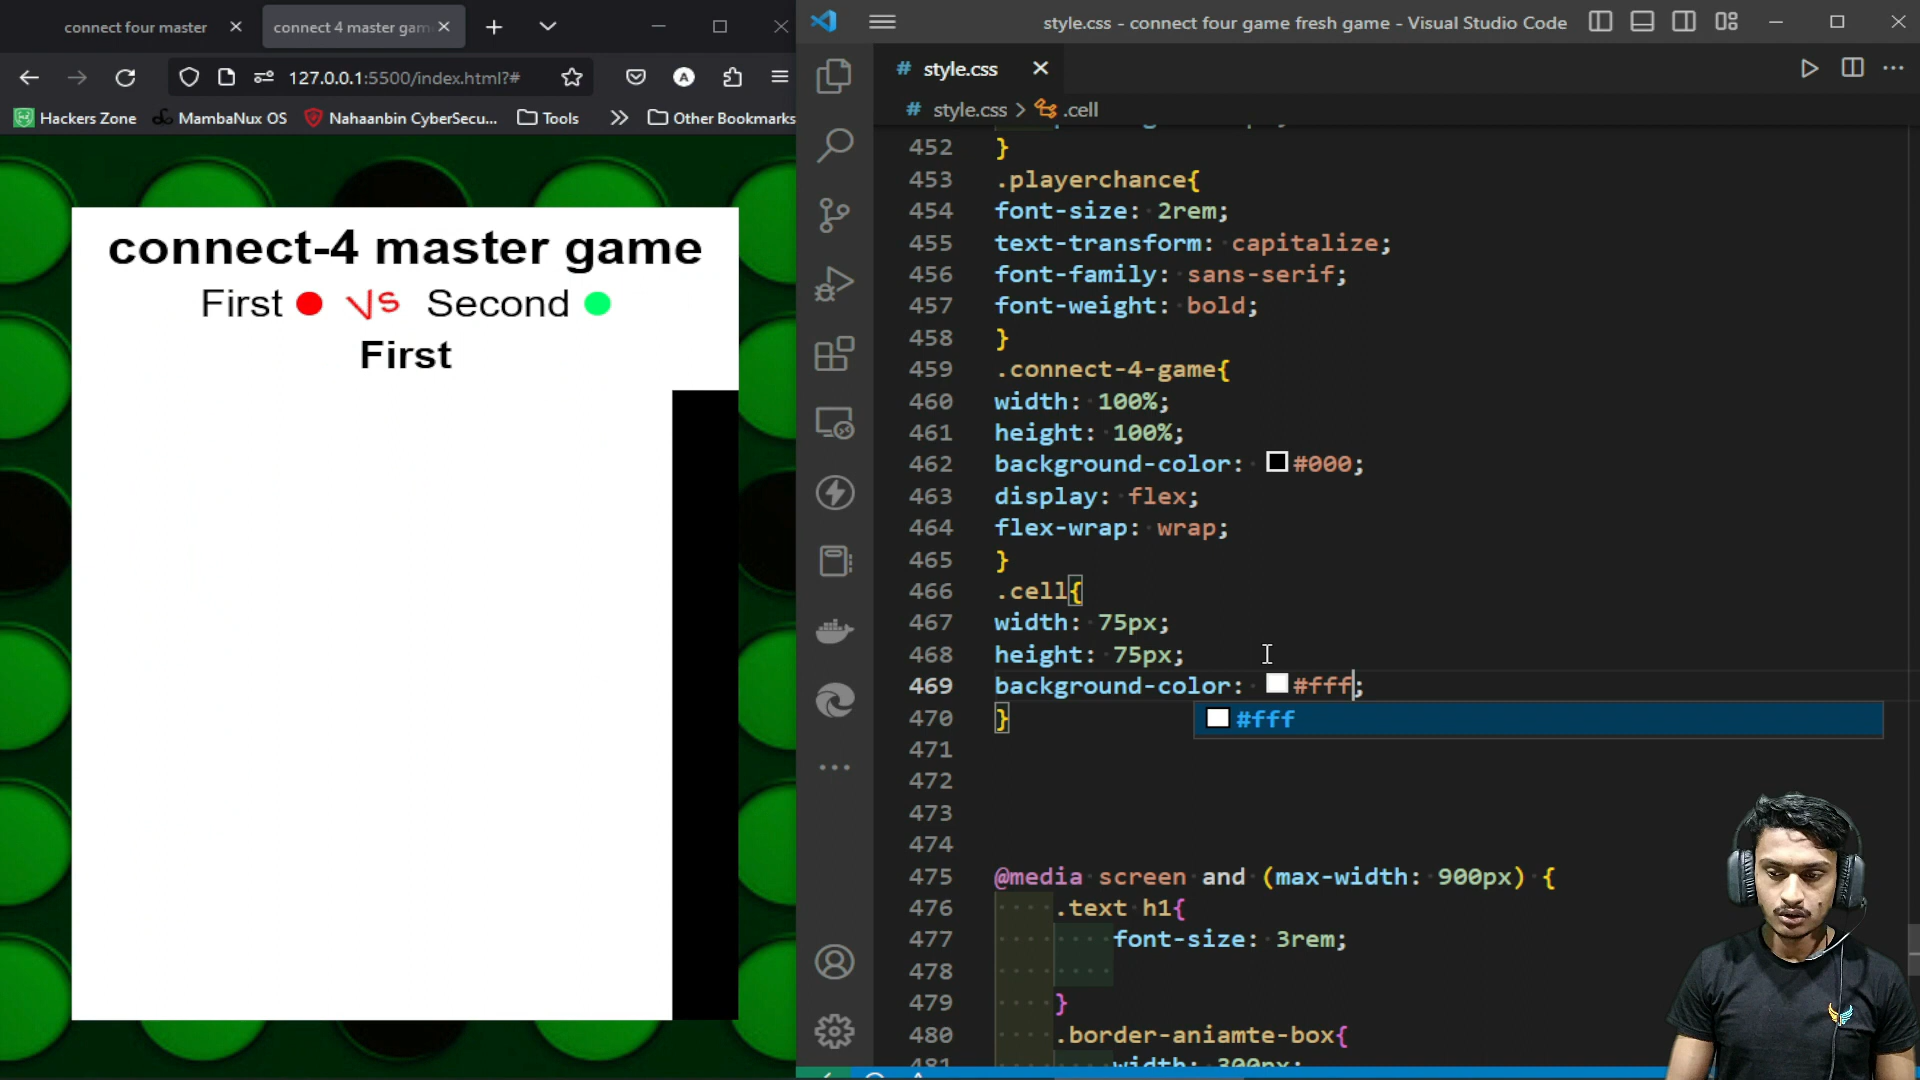 connect four master
connect 4 master gam
127.0.0.1:5500/index.html?#
Hackers Zone
MambaNux OS
Nahaanbin CyberSecu...
Tools
Other Bookmarks
connect-4 master game
First
Vs
Second
First
style.css - connect four game fresh game - Visual Studio Code
# style.css
# style.css > .cell
452 }
453 .playerchance{
454 font-size: 2rem;
455 text-transform: capitalize;
456 font-family: sans-serif;
457 font-weight: bold;
458 }
459 .connect-4-game{
460 width: 100%;
461 height: 100%;
462 background-color: #000;
463 display: flex;
464 flex-wrap: wrap;
465 }
466 .cell{
467 width: 75px;
468 height: 75px;
469 background-color: #fff;
470 }
#fff
471
472
473
474
475 @media screen and (max-width: 900px) {
476 .text h1{
477 font-size: 3rem;
478
479 }
480 .border-aniamte-box{
481 width: 300px;